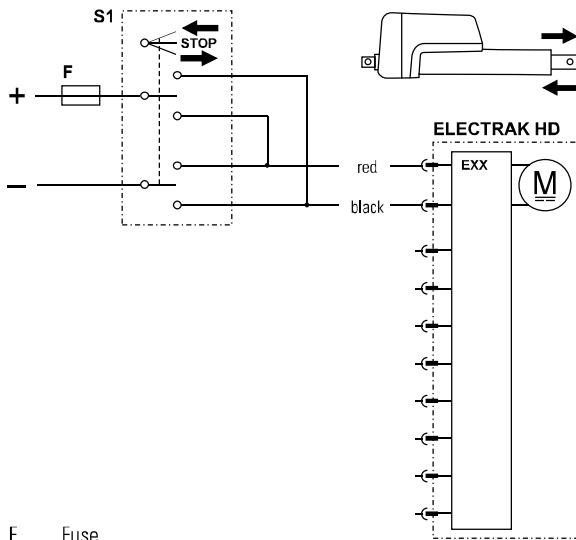 S1
STOP
F
+
−
ELECTRAK HD
red
EXX
M
black
F Fuse